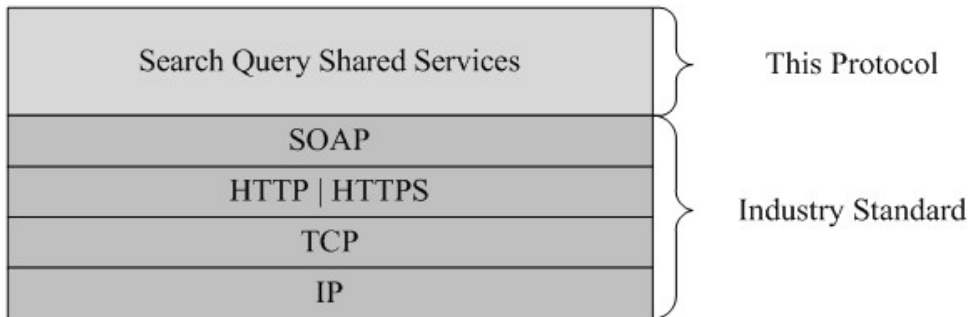 Search Query Shared Services
This Protocol
SOAP
HTTP | HTTPS
TCP
IP
Industry Standard